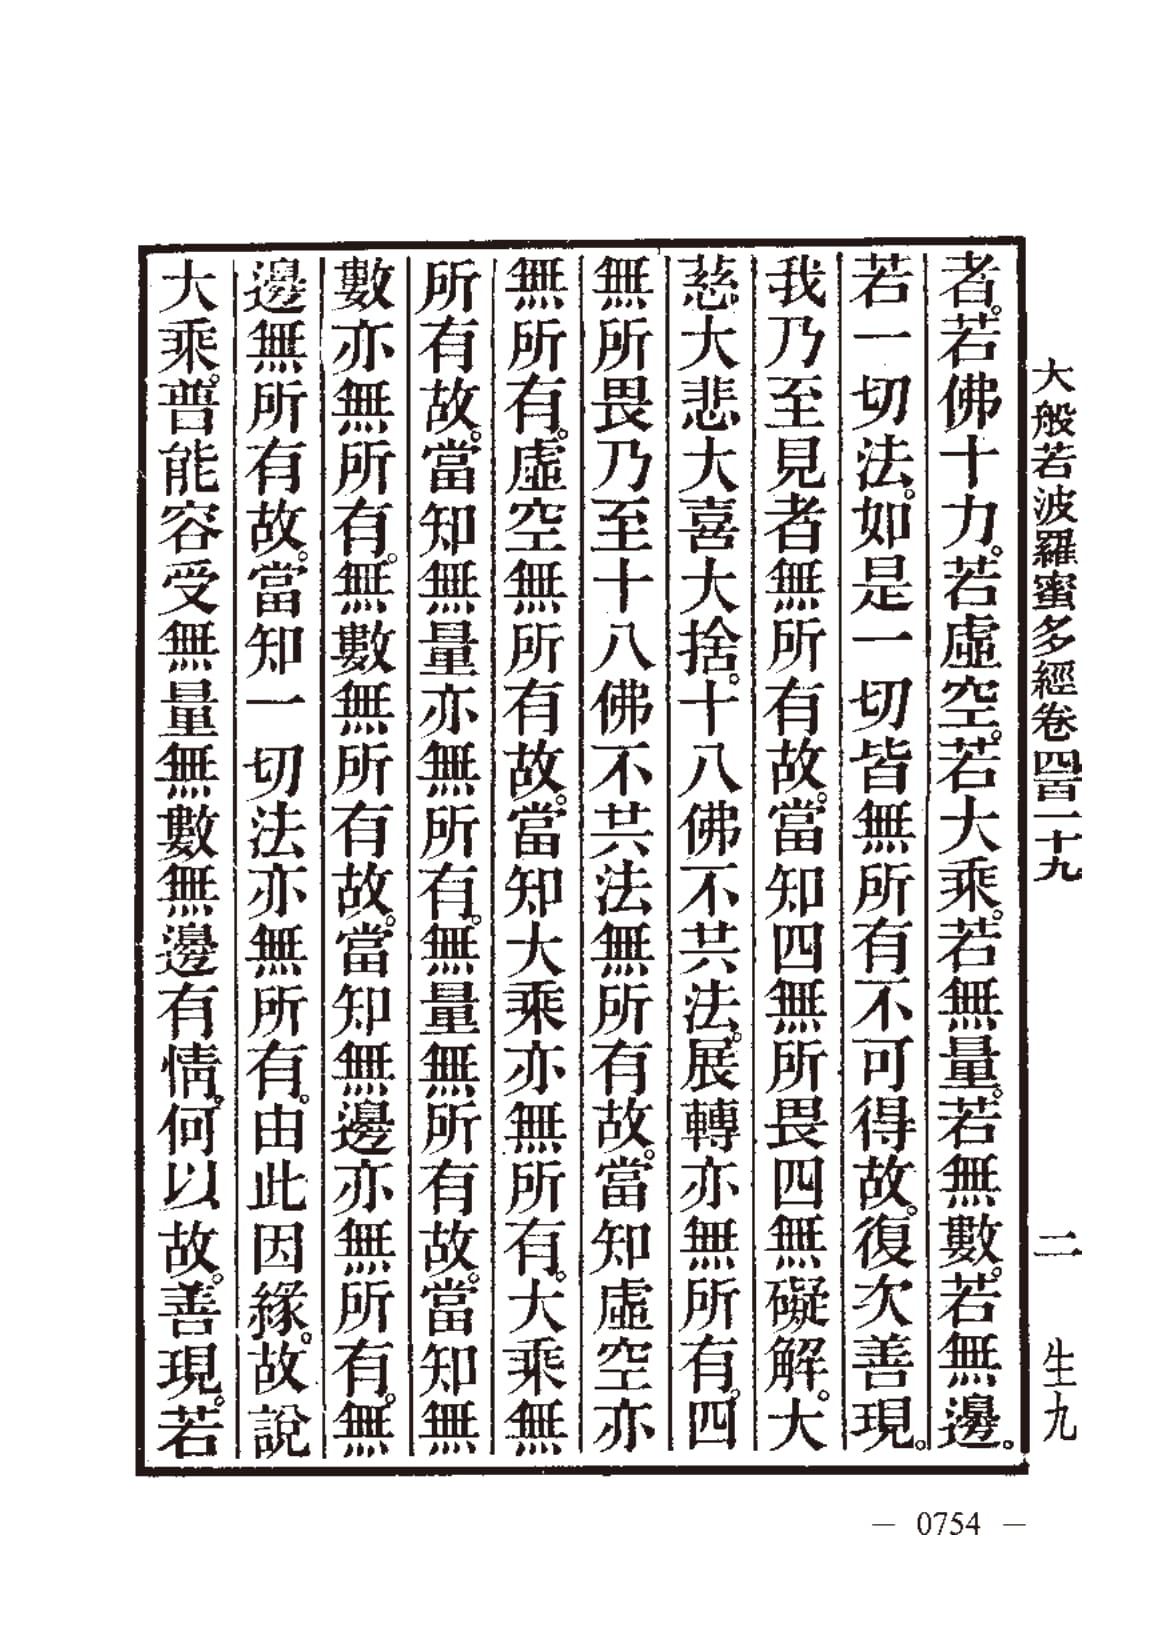 大般若波羅蜜多經卷四百一十九 二 生九
者。若佛十力。若虛空。若大乘。若無量。若無數。若無邊。
若一切法。如是一切皆無所有不可得故。復次善現。
我乃至見者無所有故。當知四無所畏四無礙解。大
慈大悲大喜大捨。十八佛不共法。展轉亦無所有。四
無所畏乃至十八佛不共法無所有故。當知虛空亦
無所有。虛空無所有故。當知大乘亦無所有。大乘無
所有故。當知無量亦無所有。無量無所有故。當知無
數亦無所有。無數無所有故。當知無邊亦無所有。無
邊無所有故。當知一切法亦無所有。由此因緣。故說
大乘。普能容受無量無數無邊有情。何以故。善現。若
— 0754 —